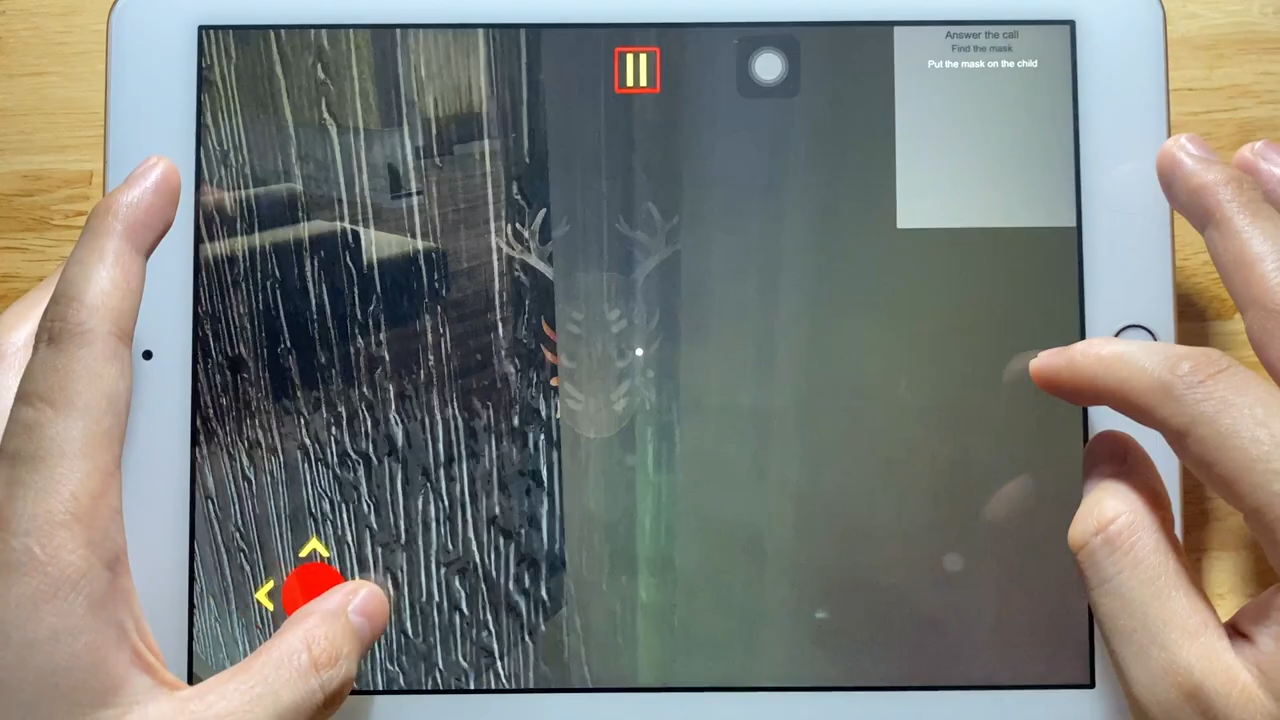 Answer the call
Find the mask
Put the mask on the child